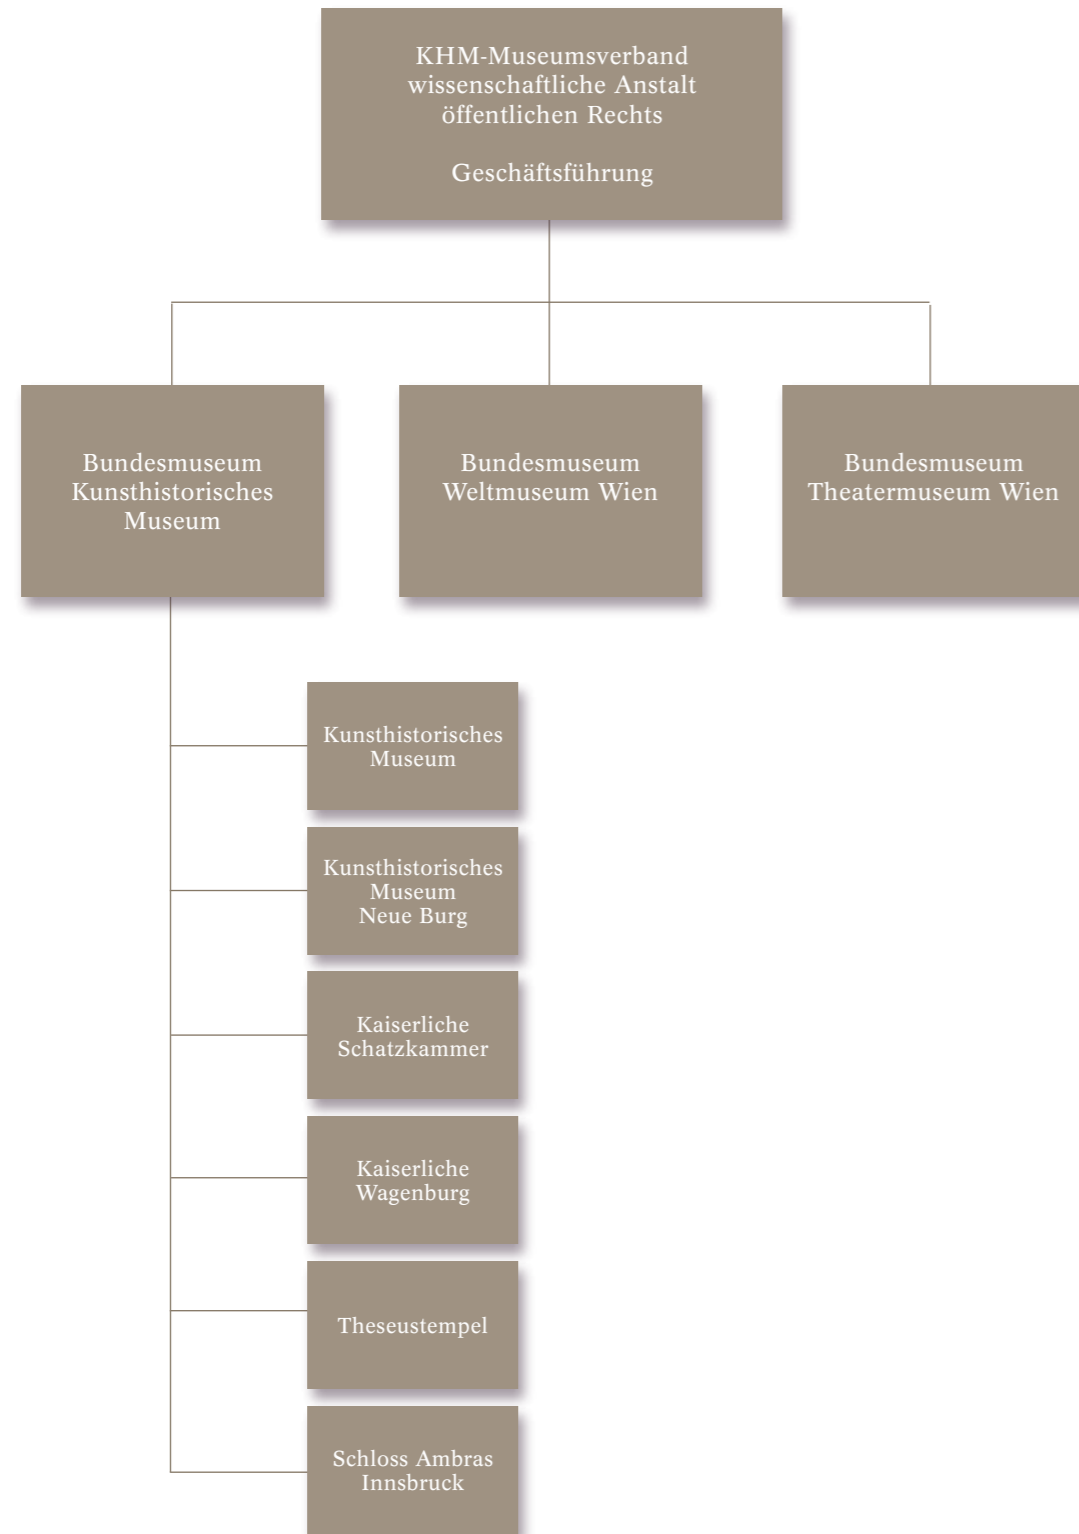 KHM-Museumsverband
wissenschaftliche Anstalt
öffentlichen Rechts
Geschäftsführung
Bundesmuseum
Kunsthistorisches
Museum
Bundesmuseum
Weltmuseum Wien
Bundesmuseum
Theatermuseum Wien
Kunsthistorisches
Museum
Kunsthistorisches
Museum
Neue Burg
Kaiserliche
Schatzkammer
Kaiserliche
Wagenburg
Theseustempel
Schloss Ambras
Innsbruck